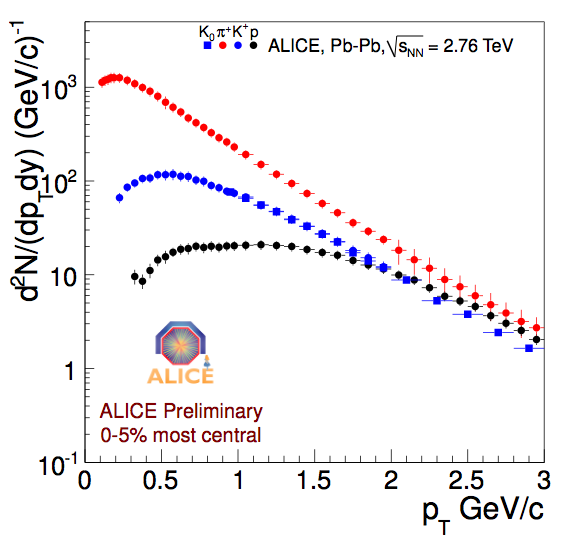 K₀ π⁺ K⁺ p
ALICE, Pb-Pb, √sNN = 2.76 TeV
d²N/(dpTdy) (GeV/c)⁻¹
10³
10²
10
1
10⁻¹
ALICE
ALICE Preliminary
0-5% most central
0 0.5 1 1.5 2 2.5 3
pT GeV/c